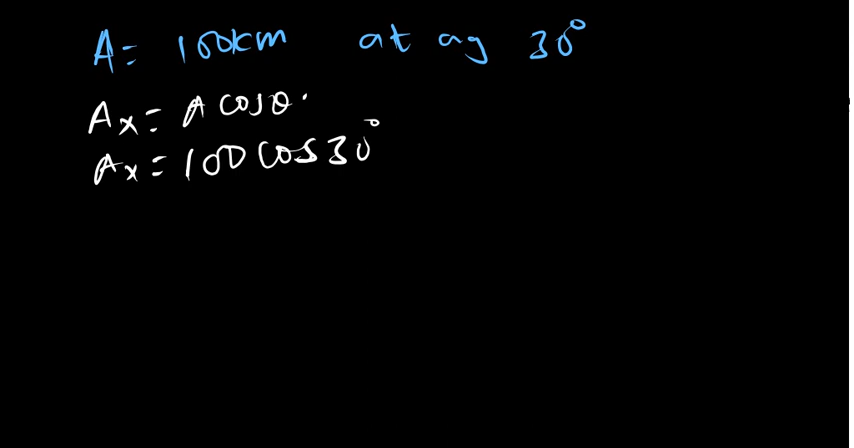 A = 100km at ag 30°
Ax = A cosθ.
Ax = 100 cos 30°